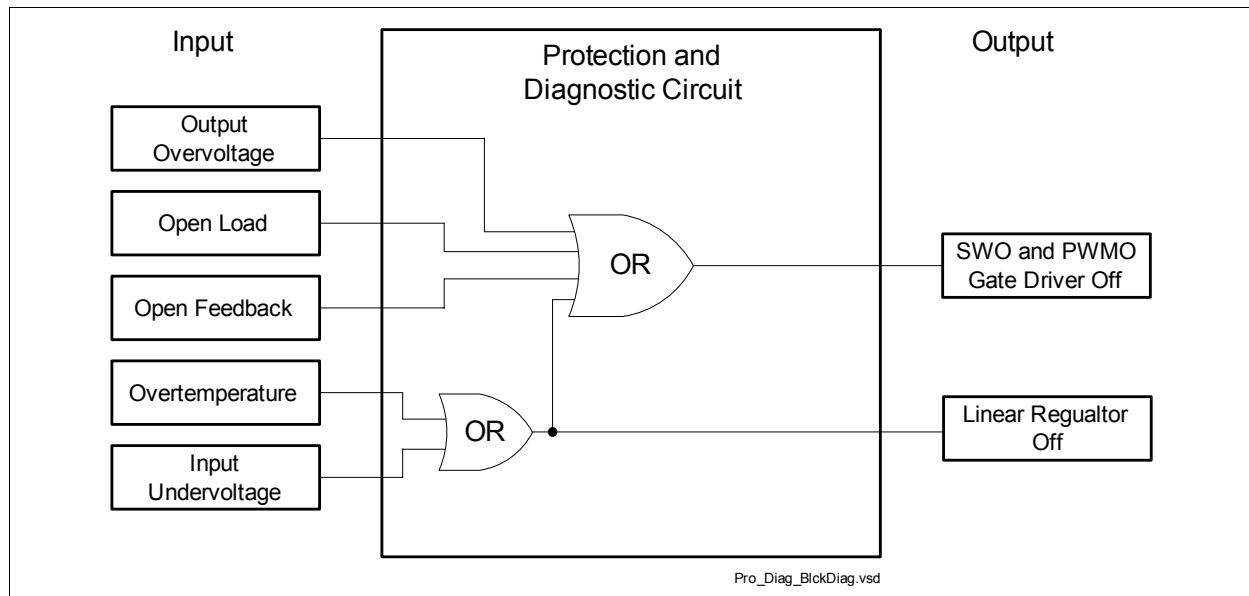 Input
Protection and
Diagnostic Circuit
Output
Output
Overvoltage
Open Load
Open Feedback
Overtemperature
Input
Undervoltage
OR
OR
SWO and PWMO
Gate Driver Off
Linear Regualtor
Off
Pro_Diag_BlckDiag.vsd